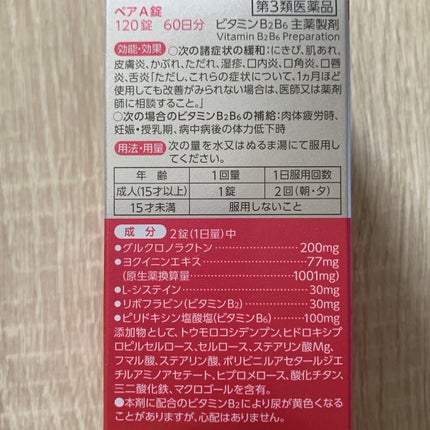 ペアA錠
第3類医薬品
120錠 60日分 ビタミンB2B6 主薬製剤
Vitamin B2B6 Preparation
効能・効果 ○次の諸症状の緩和：にきび、肌あれ、
皮膚炎、かぶれ、ただれ、湿疹、口内炎、口角炎、口唇
炎、舌炎「ただし、これらの症状について、1ヵ月ほど
使用しても改善がみられない場合は、医師又は薬剤
師に相談すること。」
○次の場合のビタミンB2B6の補給：肉体疲労時、
妊娠・授乳期、病中病後の体力低下時
用法・用量 次の量を水又はぬるま湯にて服用し
てください。
年齢 1回量 1日服用回数
成人(15才以上) 1錠 2回(朝・夕)
15才未満 服用しないこと
成分 2錠(1日量)中
●グルクロノラクトン 200mg
●ヨクイニンエキス 77mg
(原生薬換算量 1001mg)
●L-システイン 30mg
●リボフラビン(ビタミンB2) 30mg
●ピリドキシン塩酸塩(ビタミンB6) 100mg
添加物として、トウモロコシデンプン、ヒドロキシプ
ロピルセルロース、セルロース、ステアリン酸Mg、
フマル酸、ステアリン酸、ポリビニルアセタールジエ
チルアミノアセテート、ヒプロメロース、酸化チタン、
三二酸化鉄、マクロゴールを含有。
●本剤に配合のビタミンB2により尿が黄色くなる
ことがありますが、心配はありません。